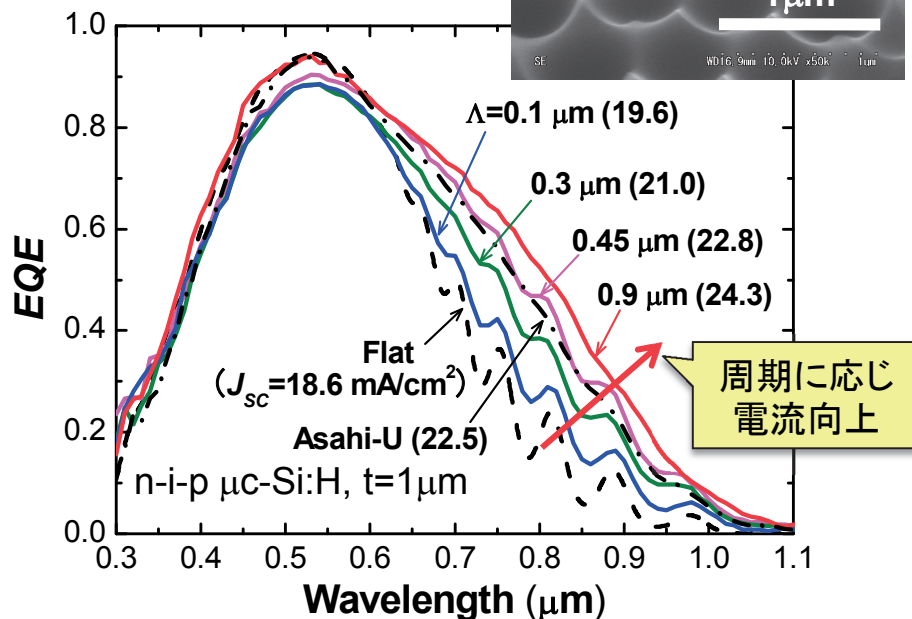 1μm
SE
WD16.9mm 10.0kV x50k 1um
1.0
0.8
0.6
0.4
0.2
0.0
EQE
Λ=0.1 μm (19.6)
0.3 μm (21.0)
0.45 μm (22.8)
0.9 μm (24.3)
Flat
(JSC=18.6 mA/cm²)
Asahi-U (22.5)
周期に応じ
電流向上
n-i-p μc-Si:H, t=1μm
0.3 0.4 0.5 0.6 0.7 0.8 0.9 1.0 1.1
Wavelength (μm)